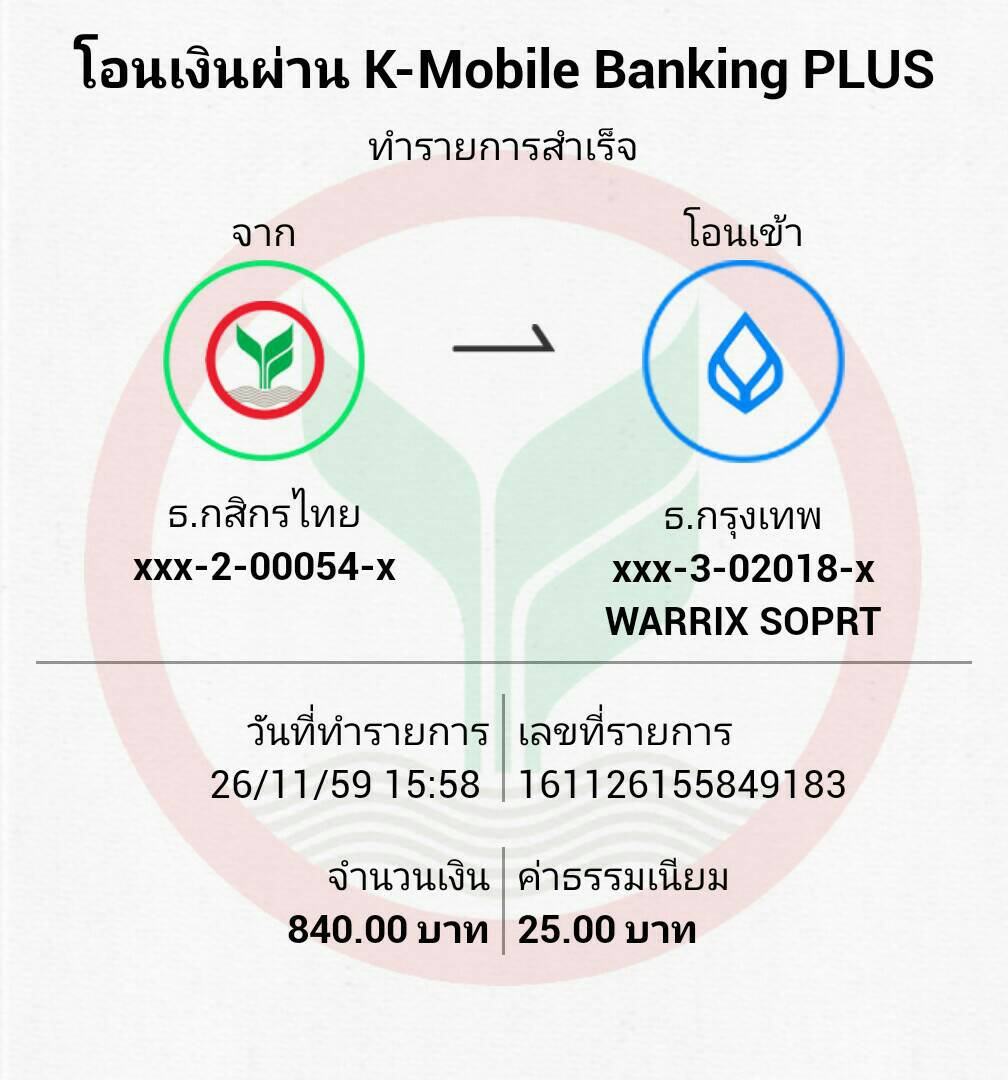 โอนเงินผ่าน K-Mobile Banking PLUS
ทำรายการสำเร็จ
จาก
โอนเข้า
ธ.กสิกรไทย
xxx-2-00054-x
ธ.กรุงเทพ
xxx-3-02018-x
WARRIX SOPRT
วันที่ทำรายการ
26/11/59 15:58
เลขที่รายการ
161126155849183
จำนวนเงิน
840.00 บาท
ค่าธรรมเนียม
25.00 บาท